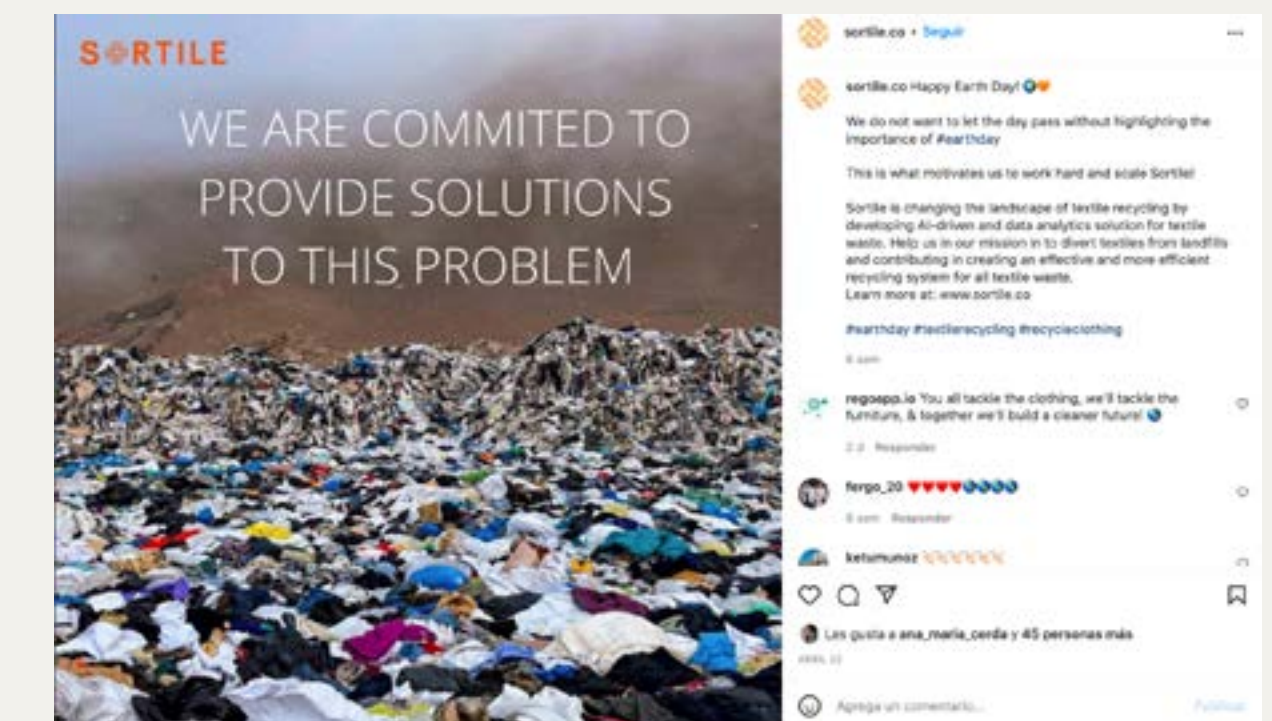 SORTILE
WE ARE COMMITED TO
PROVIDE SOLUTIONS
TO THIS PROBLEM
sortile.co • Seguir
sortile.co Happy Earth Day! 🌎🧡
We do not want to let the day pass without highlighting the
importance of #earthday
This is what motivates us to work hard and scale Sortile!
Sortile is changing the landscape of textile recycling by
developing AI-driven and data analytics solution for textile
waste. Help us in our mission in to divert textiles from landfills
and contributing in creating an effective and more efficient
recycling system for all textile waste.
Learn more at: www.sortile.co
#earthday #textilerecycling #recycleclothing
6 sem
regoapp.io You all tackle the clothing, we'll tackle the
furniture, & together we'll build a cleaner future! 🌎
Responder
fergo_20 ♥♥♥♥🌎🌎🌎🌎
sem Responder
ketumunoz 👏🏻👏🏻👏🏻👏🏻👏🏻👏🏻
Les gusta a ana_maria_cerda y 45 personas más
ABRIL 22
Agrega un comentario...
Publicar